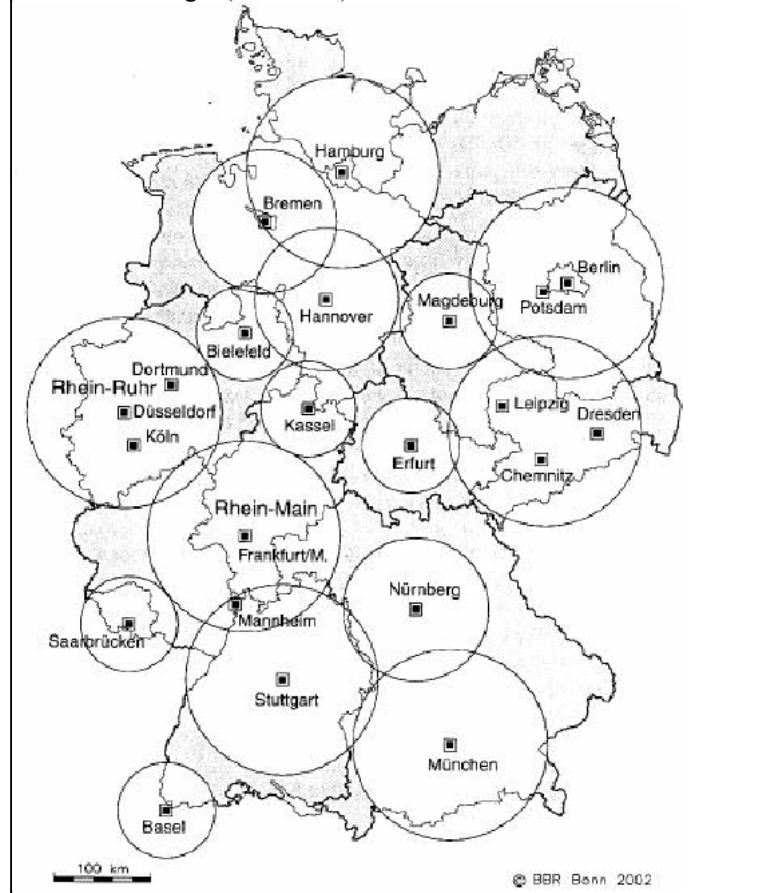 Hamburg
Bremen
Berlin
Hannover
Magdeburg
Potsdam
Bielefeld
Dortmund
Rhein-Ruhr
Düsseldorf
Köln
Kassel
Leipzig
Dresden
Erfurt
Chemnitz
Rhein-Main
Frankfurt/M.
Nürnberg
Mannheim
Saarbrücken
Stuttgart
München
Basel
100 km
© BBR Bonn 2002